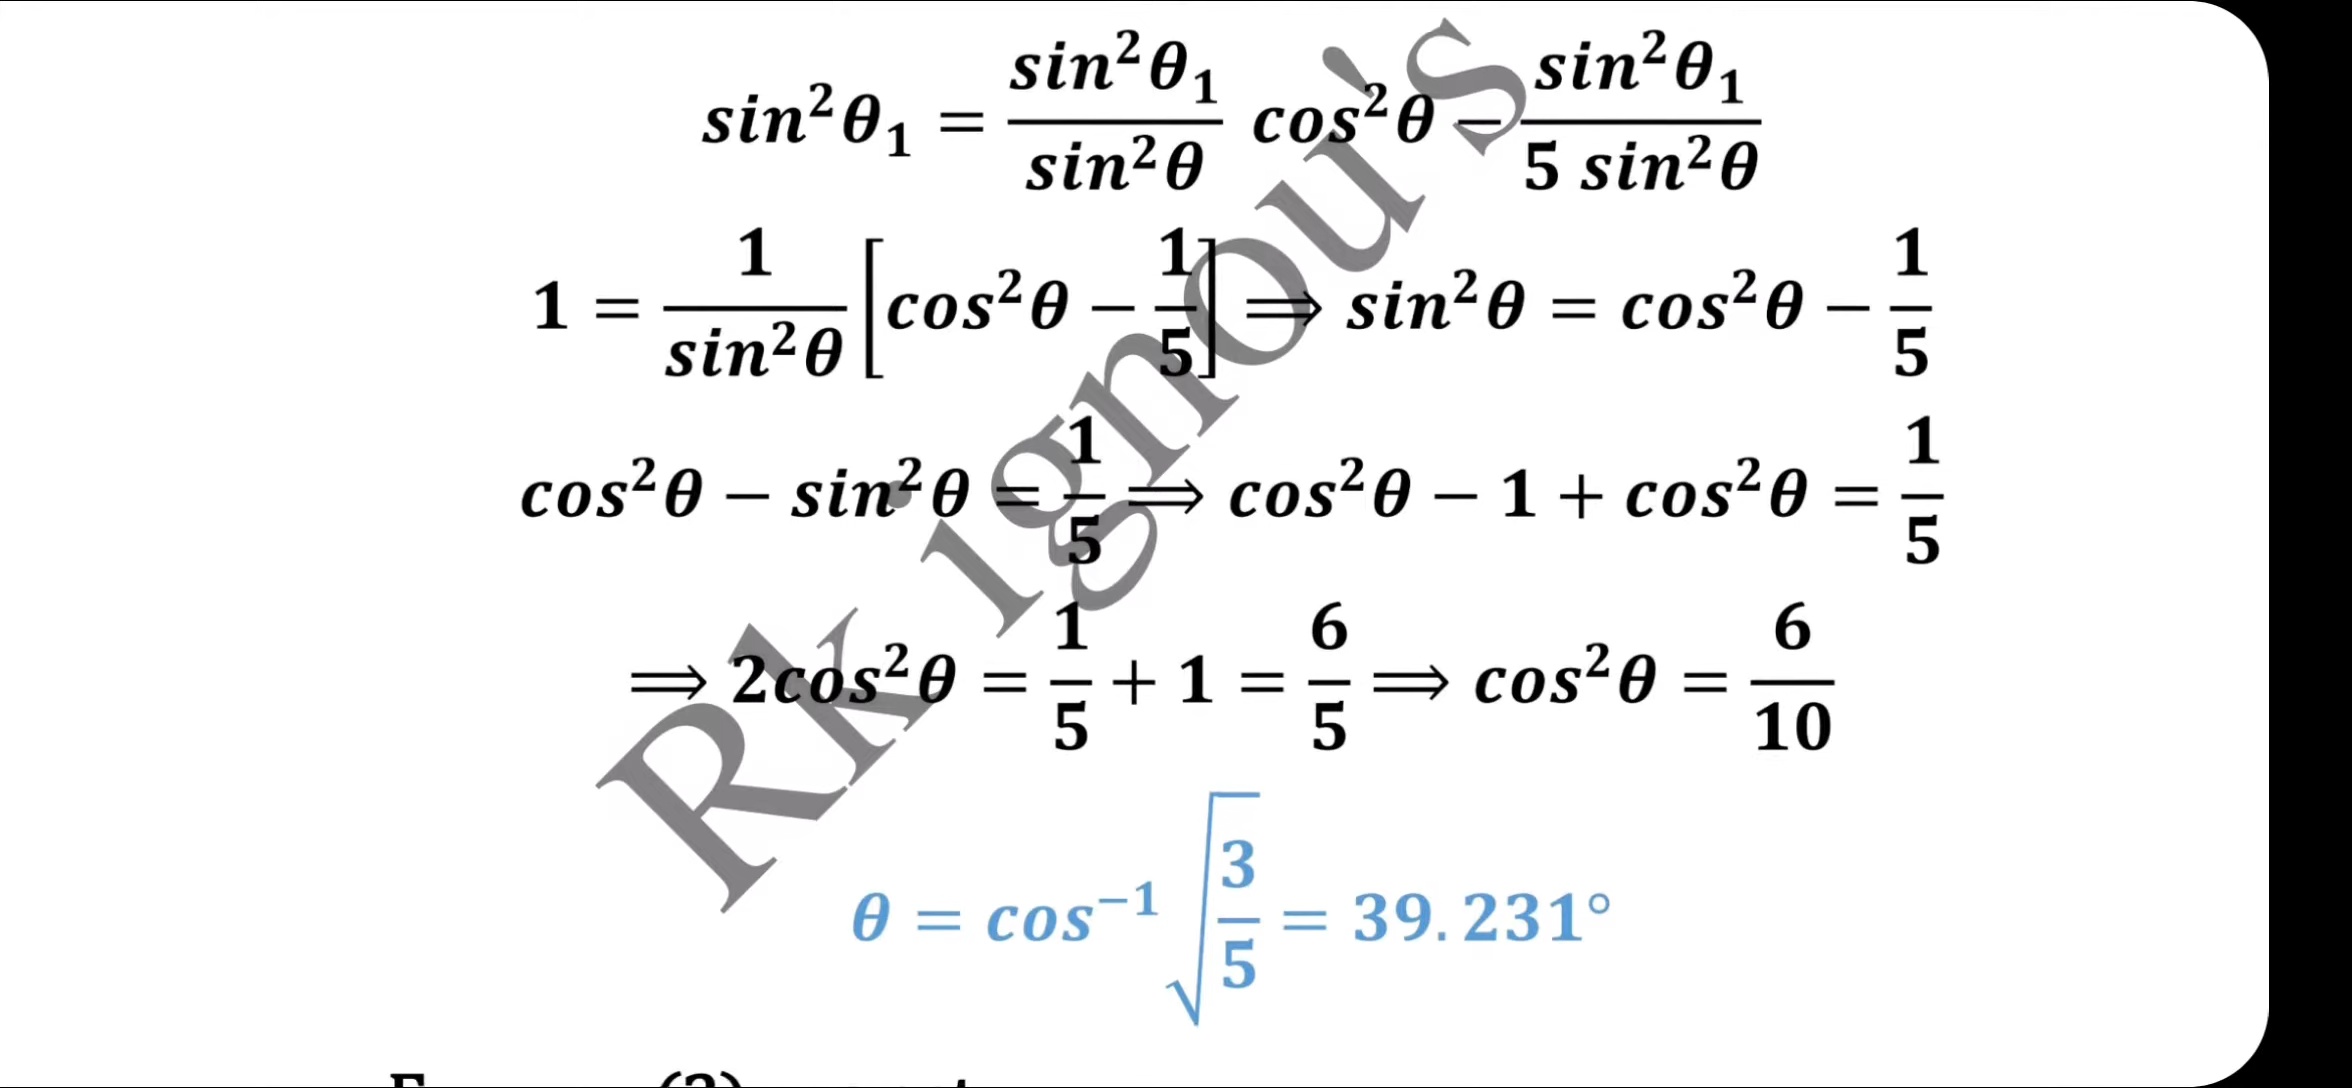 sin²θ₁ = sin²θ₁/sin²θ cos²θ − sin²θ₁/5 sin²θ
1 = 1/sin²θ [cos²θ − 1/5] ⟹ sin²θ = cos²θ − 1/5
cos²θ − sin²θ = 1/5 ⟹ cos²θ − 1 + cos²θ = 1/5
⟹ 2cos²θ = 1/5 + 1 = 6/5 ⟹ cos²θ = 6/10
θ = cos⁻¹ √(3/5) = 39.231°
Rk ignou's